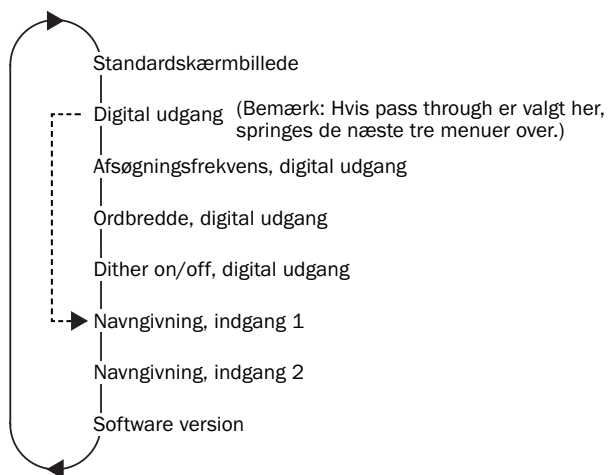 Standardskærmbillede
Digital udgang (Bemærk: Hvis pass through er valgt her,
springes de næste tre menuer over.)
Afsøgningsfrekvens, digital udgang
Ordbredde, digital udgang
Dither on/off, digital udgang
Navngivning, indgang 1
Navngivning, indgang 2
Software version